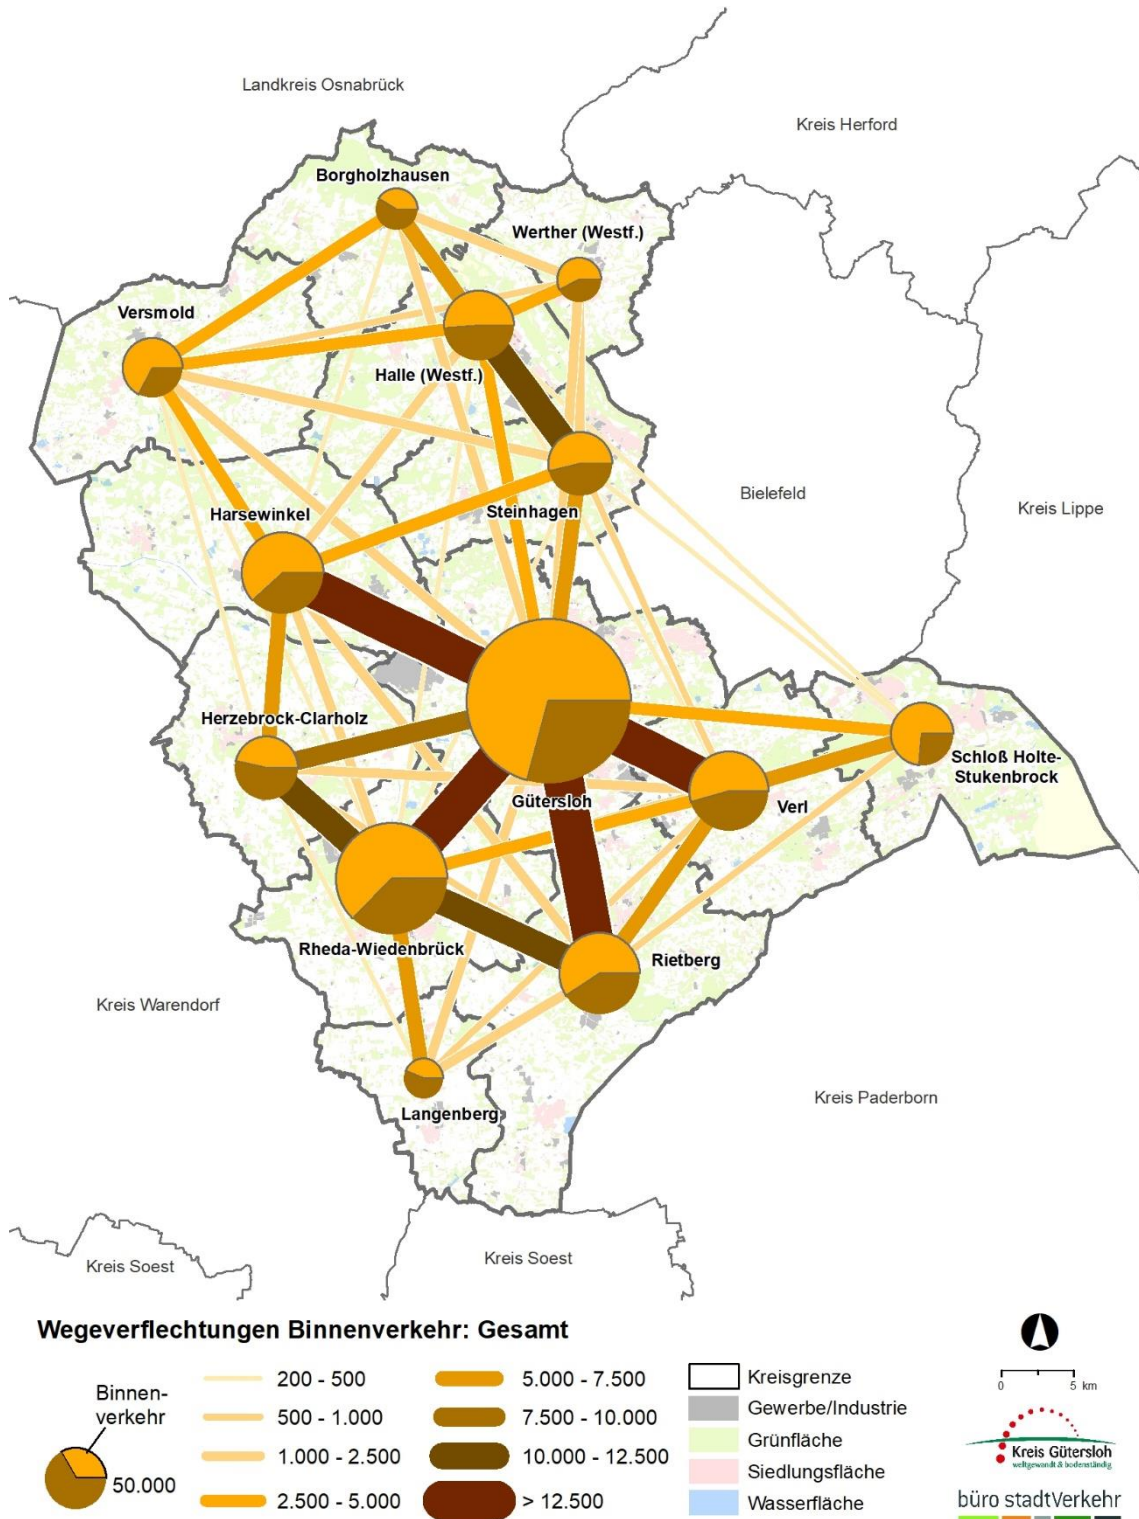 Landkreis Osnabrück
Kreis Herford
Borgholzhausen
Werther (Westf.)
Versmold
Halle (Westf.)
Bielefeld
Kreis Lippe
Harsewinkel
Steinhagen
Herzebrock-Clarholz
Schloß Holte-
Stukenbrock
Gütersloh
Verl
Rheda-Wiedenbrück
Rietberg
Kreis Warendorf
Kreis Paderborn
Langenberg
Kreis Soest
Kreis Soest
Wegeverflechtungen Binnenverkehr: Gesamt
Binnen-
verkehr
50.000
200 - 500
500 - 1.000
1.000 - 2.500
2.500 - 5.000
5.000 - 7.500
7.500 - 10.000
10.000 - 12.500
> 12.500
Kreisgrenze
Gewerbe/Industrie
Grünfläche
Siedlungsfläche
Wasserfläche
0 5 km
Kreis Gütersloh
weltgewandt & bodenständig
büro stadtVerkehr